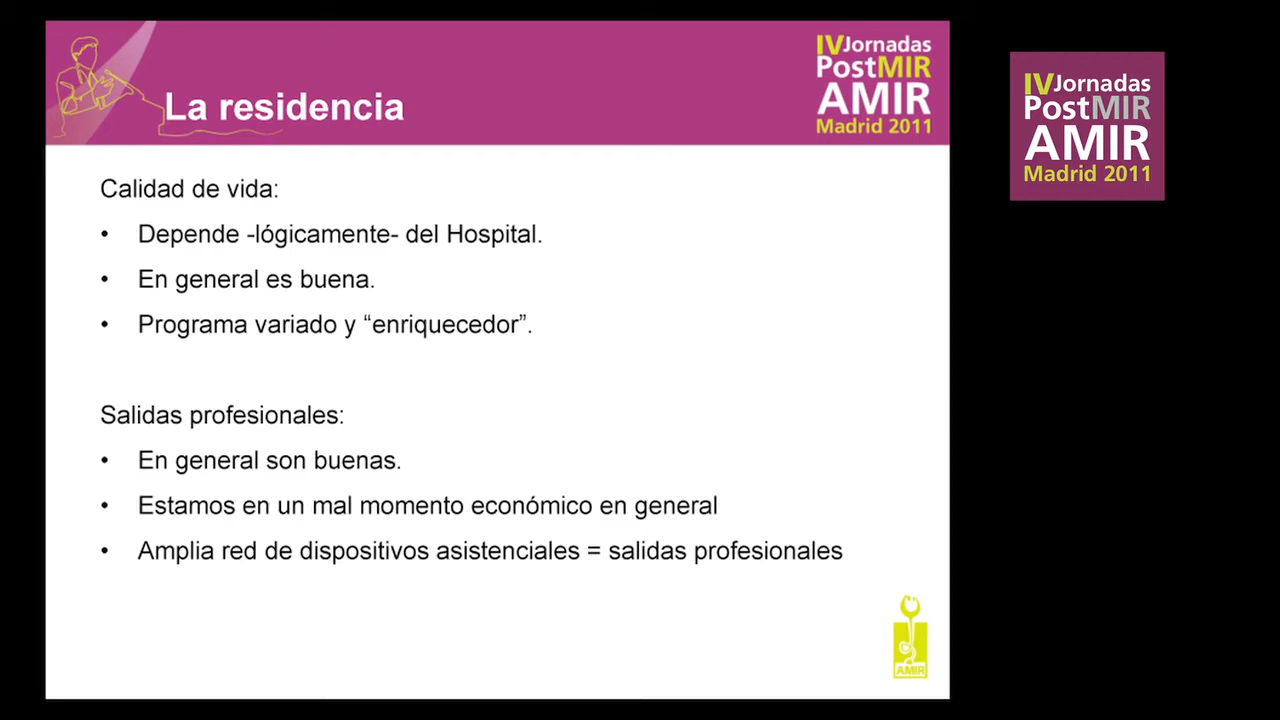 La residencia
IVJornadas
PostMIR
AMIR
Madrid 2011
IVJornadas
PostMIR
AMIR
Madrid 2011
Calidad de vida:
• Depende -lógicamente- del Hospital.
• En general es buena.
• Programa variado y “enriquecedor”.
Salidas profesionales:
• En general son buenas.
• Estamos en un mal momento económico en general
• Amplia red de dispositivos asistenciales = salidas profesionales
AMIR